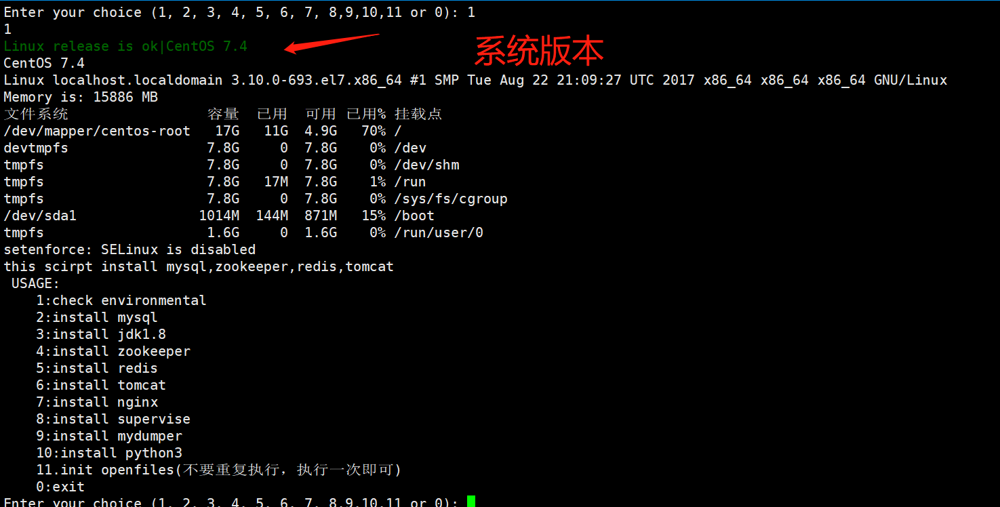 Enter your choice (1, 2, 3, 4, 5, 6, 7, 8,9,10,11 or 0): 1
1
Linux release is ok|CentOS 7.4
系统版本
CentOS 7.4
Linux localhost.localdomain 3.10.0-693.el7.x86_64 #1 SMP Tue Aug 22 21:09:27 UTC 2017 x86_64 x86_64 x86_64 GNU/Linux
Memory is: 15886 MB
文件系统 容量 已用 可用 已用% 挂载点
/dev/mapper/centos-root 17G 11G 4.9G 70% /
devtmpfs 7.8G 0 7.8G 0% /dev
tmpfs 7.8G 0 7.8G 0% /dev/shm
tmpfs 7.8G 17M 7.8G 1% /run
tmpfs 7.8G 0 7.8G 0% /sys/fs/cgroup
/dev/sda1 1014M 144M 871M 15% /boot
tmpfs 1.6G 0 1.6G 0% /run/user/0
setenforce: SELinux is disabled
this scirpt install mysql,zookeeper,redis,tomcat
USAGE:
1:check environmental
2:install mysql
3:install jdk1.8
4:install zookeeper
5:install redis
6:install tomcat
7:install nginx
8:install supervise
9:install mydumper
10:install python3
11.init openfiles(不要重复执行，执行一次即可)
0:exit
Enter your choice (1, 2, 3, 4, 5, 6, 7, 8,9,10,11 or 0):